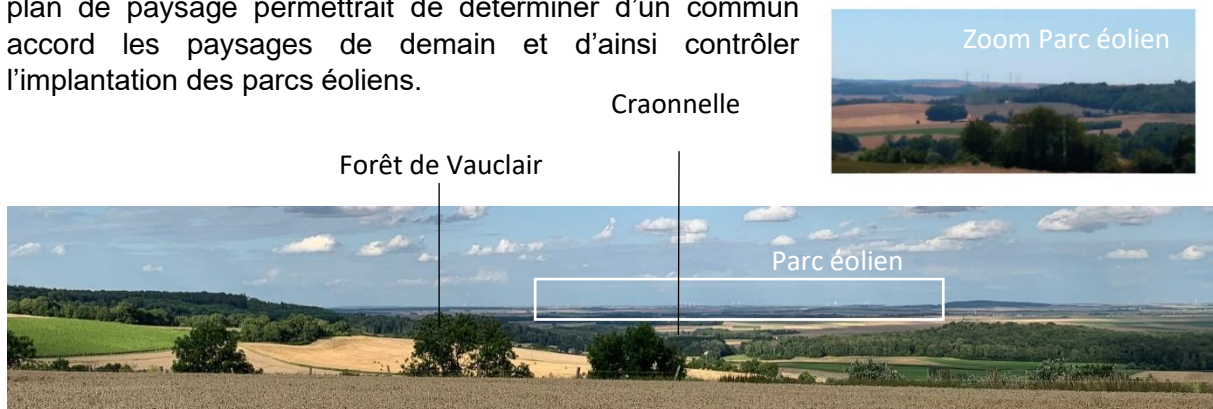 plan de paysage permettrait de déterminer d'un commun
accord les paysages de demain et d'ainsi contrôler
l'implantation des parcs éoliens.
Zoom Parc éolien
Craonnelle
Forêt de Vauclair
Parc éolien